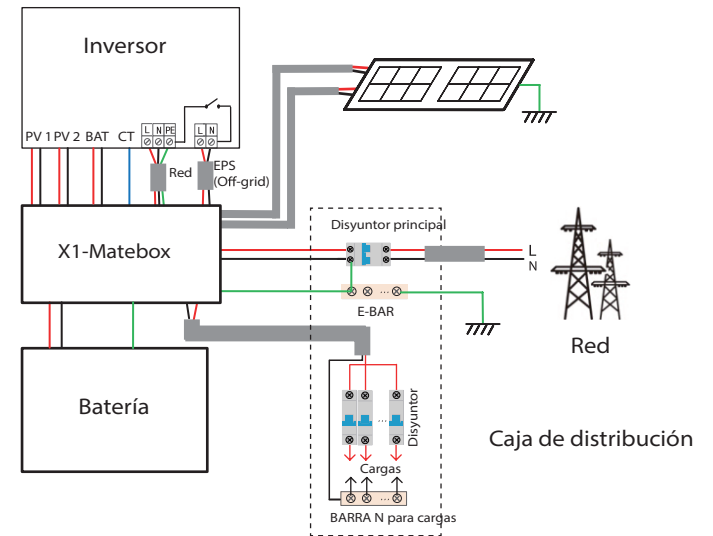 Inversor
PV 1 PV 2 BAT CT
L N PE
L N
Red
EPS
(Off-grid)
X1-Matebox
Disyuntor principal
L
N
E-BAR
Red
Batería
Disyuntor
Caja de distribución
Cargas
BARRA N para cargas